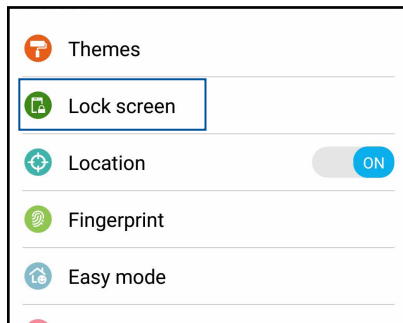 Themes
Lock screen
Location ON
Fingerprint
Easy mode